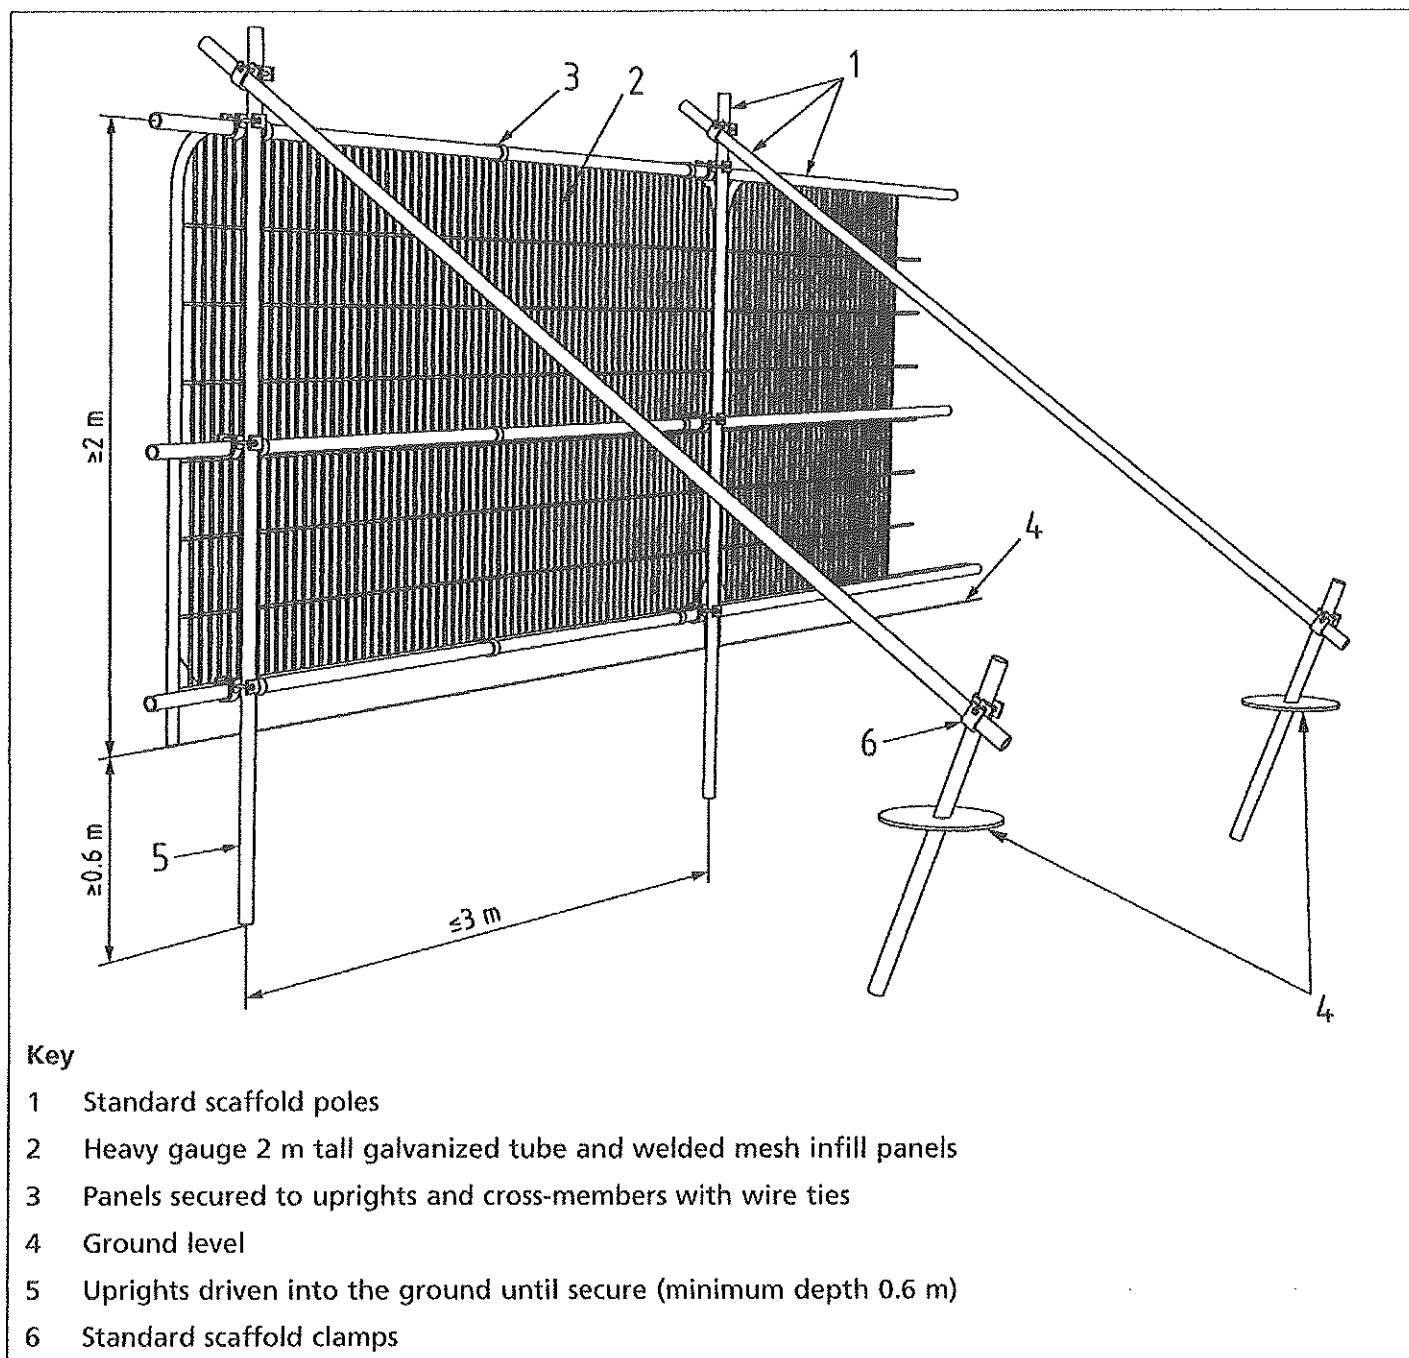 3
2
1
≥2 m
4
6
5
≥0.6 m
≤3 m
4
Key
1 Standard scaffold poles
2 Heavy gauge 2 m tall galvanized tube and welded mesh infill panels
3 Panels secured to uprights and cross-members with wire ties
4 Ground level
5 Uprights driven into the ground until secure (minimum depth 0.6 m)
6 Standard scaffold clamps